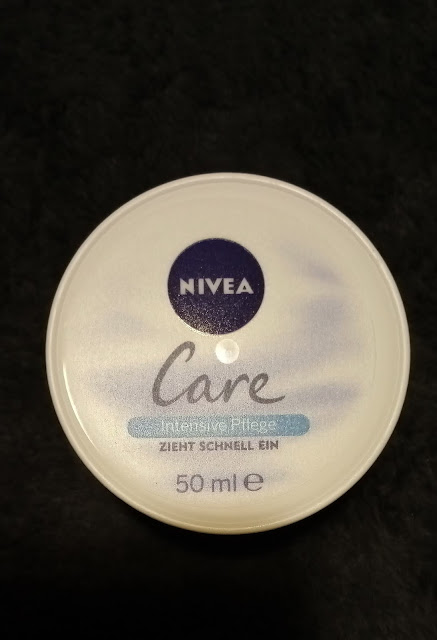 NIVEA
Care
Intensive Pflege
ZIEHT SCHNELL EIN
50 ml ℮